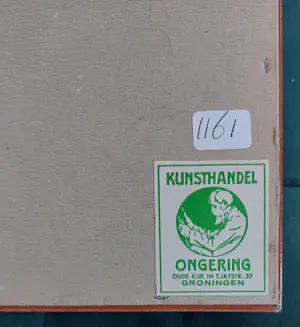 1161
KUNSTHANDEL
ONGERING
OUDE KIJK IN T.JATSTR. 37
GRONINGEN